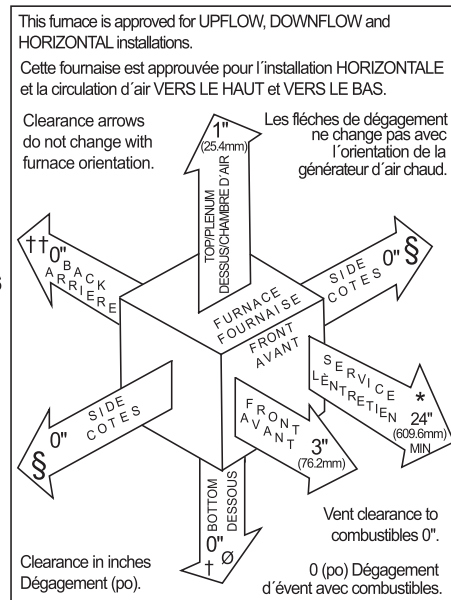 This furnace is approved for UPFLOW, DOWNFLOW and
HORIZONTAL installations.
Cette fournaise est approuvée pour l´installation HORIZONTALE
et la circulation d´air VERS LE HAUT et VERS LE BAS.
Clearance arrows
do not change with
furnace orientation.
Les fléches de dégagement
ne change pas avec
l´orientation de la
générateur d´air chaud.
1"
(25.4mm)
TOP/PLENUM
DESSUS/CHAMBRE D´AIR
††0"
BACK
ARRIERE
SIDE
COTES
0" §
FURNACE
FOURNAISE
FRONT
AVANT
SERVICE
LÈNTRETIEN
*
24"
(609.6mm)
MIN
§
0"
SIDE
COTES
FRONT
AVANT
3"
(76.2mm)
BOTTOM
DESSOUS
0"
† Ø
Vent clearance to
combustibles 0".
Clearance in inches
Dégagement (po).
0 (po) Dégagement
d´évent avec combustibles.